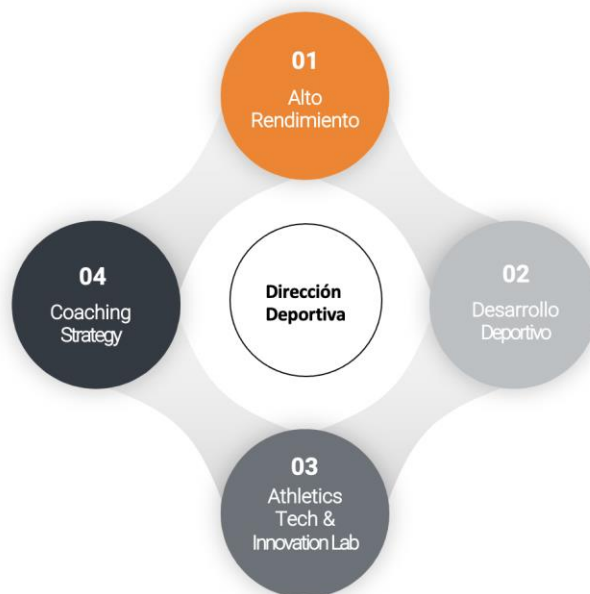 01
Alto
Rendimiento
04
Coaching
Strategy
Dirección
Deportiva
02
Desarrollo
Deportivo
03
Athletics
Tech &
Innovation Lab